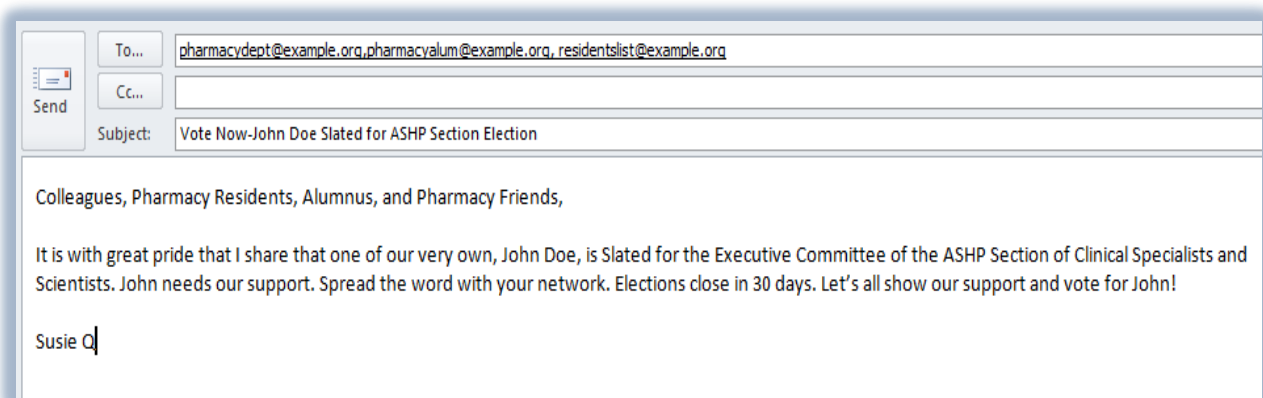 To...
pharmacydept@example.org,pharmacyalum@example.org, residentslist@example.org
Send
Cc...
Subject:
Vote Now-John Doe Slated for ASHP Section Election
Colleagues, Pharmacy Residents, Alumnus, and Pharmacy Friends,
It is with great pride that I share that one of our very own, John Doe, is Slated for the Executive Committee of the ASHP Section of Clinical Specialists and
Scientists. John needs our support. Spread the word with your network. Elections close in 30 days. Let’s all show our support and vote for John!
Susie Q